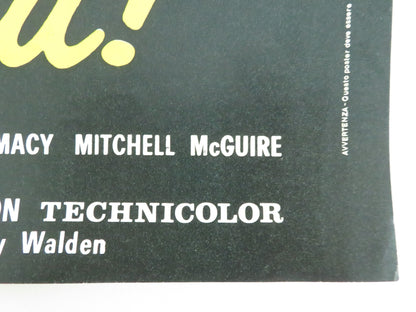 a!
MACY MITCHELL McGUIRE
ON TECHNICOLOR
y Walden
AVVERTENZA - Questo poster deve essere